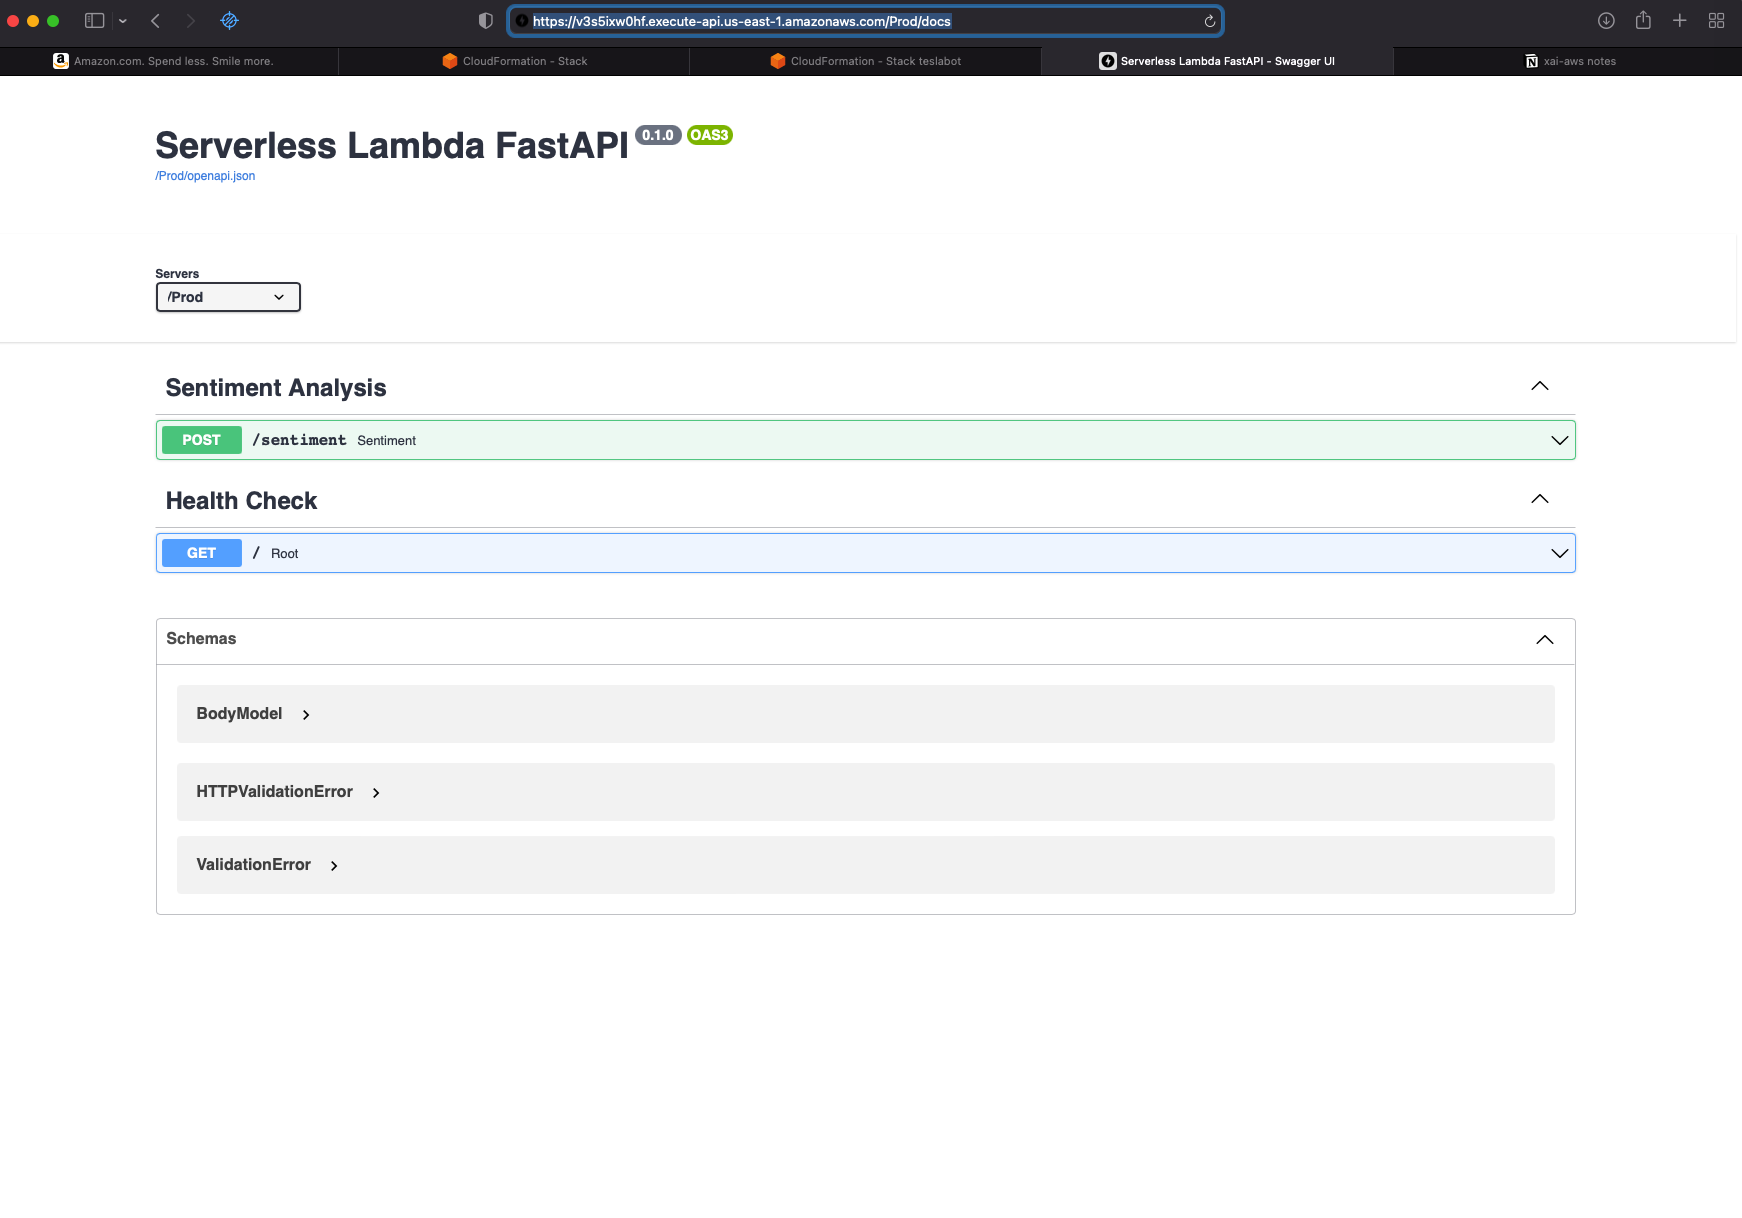 https://v3s5ixw0hf.execute-api.us-east-1.amazonaws.com/Prod/docs
Amazon.com. Spend less. Smile more.
CloudFormation - Stack
CloudFormation - Stack teslabot
Serverless Lambda FastAPI - Swagger UI
xai-aws notes
Serverless Lambda FastAPI 0.1.0 OAS3
/Prod/openapi.json
Servers
/Prod
Sentiment Analysis
POST /sentiment Sentiment
Health Check
GET / Root
Schemas
BodyModel
HTTPValidationError
ValidationError